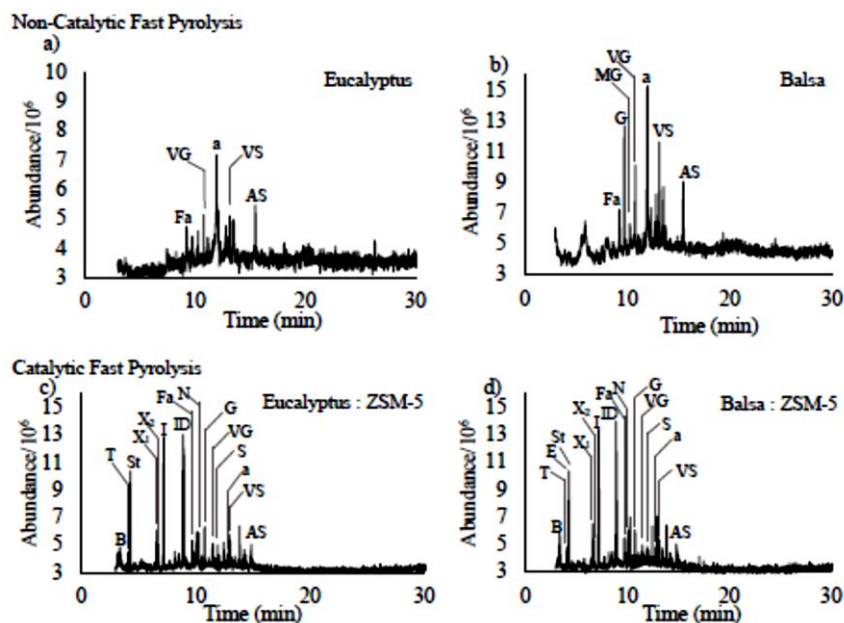 Non-Catalytic Fast Pyrolysis
a)
Eucalyptus
Abundance/10⁶
10
9
8
7
6
5
4
3
Fa
VG
a
VS
AS
0 10 20 30
Time (min)
b)
Balsa
Abundance/10⁶
15
13
11
9
7
5
3
Fa
G
MG
VG
a
VS
AS
0 10 20 30
Time (min)
Catalytic Fast Pyrolysis
c)
Eucalyptus : ZSM-5
Abundance/10⁶
15
13
11
9
7
5
3
B
T
St
X₁
X₂
I
ID
Fa
N
G
VG
S
a
VS
AS
0 10 20 30
Time (min)
d)
Balsa : ZSM-5
Abundance/10⁶
15
13
11
9
7
5
3
B
T
E
St
X₁
X₂
I
ID
Fa
N
G
VG
S
a
VS
AS
0 10 20 30
Time (min)